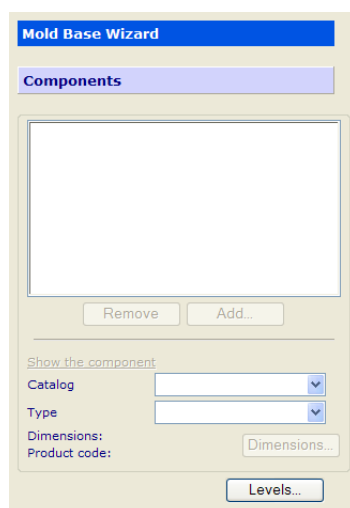 Mold Base Wizard
Components
Remove Add...
Show the component
Catalog
Type
Dimensions:
Product code:
Dimensions...
Levels...